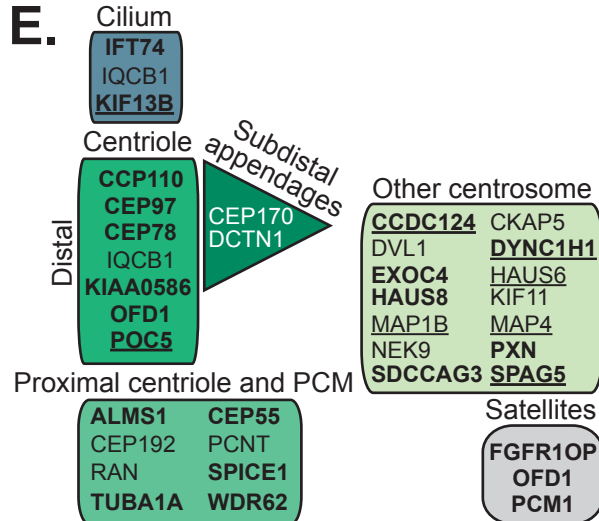 E.
Cilium
IFT74
IQCB1
KIF13B
Centriole
Distal
CCP110
CEP97
CEP78
IQCB1
KIAA0586
OFD1
POC5
Subdistal
appendages
CEP170
DCTN1
Other centrosome
CCDC124 CKAP5
DVL1 DYNC1H1
EXOC4 HAUS6
HAUS8 KIF11
MAP1B MAP4
NEK9 PXN
SDCCAG3 SPAG5
Proximal centriole and PCM
ALMS1 CEP55
CEP192 PCNT
RAN SPICE1
TUBA1A WDR62
Satellites
FGFR1OP
OFD1
PCM1